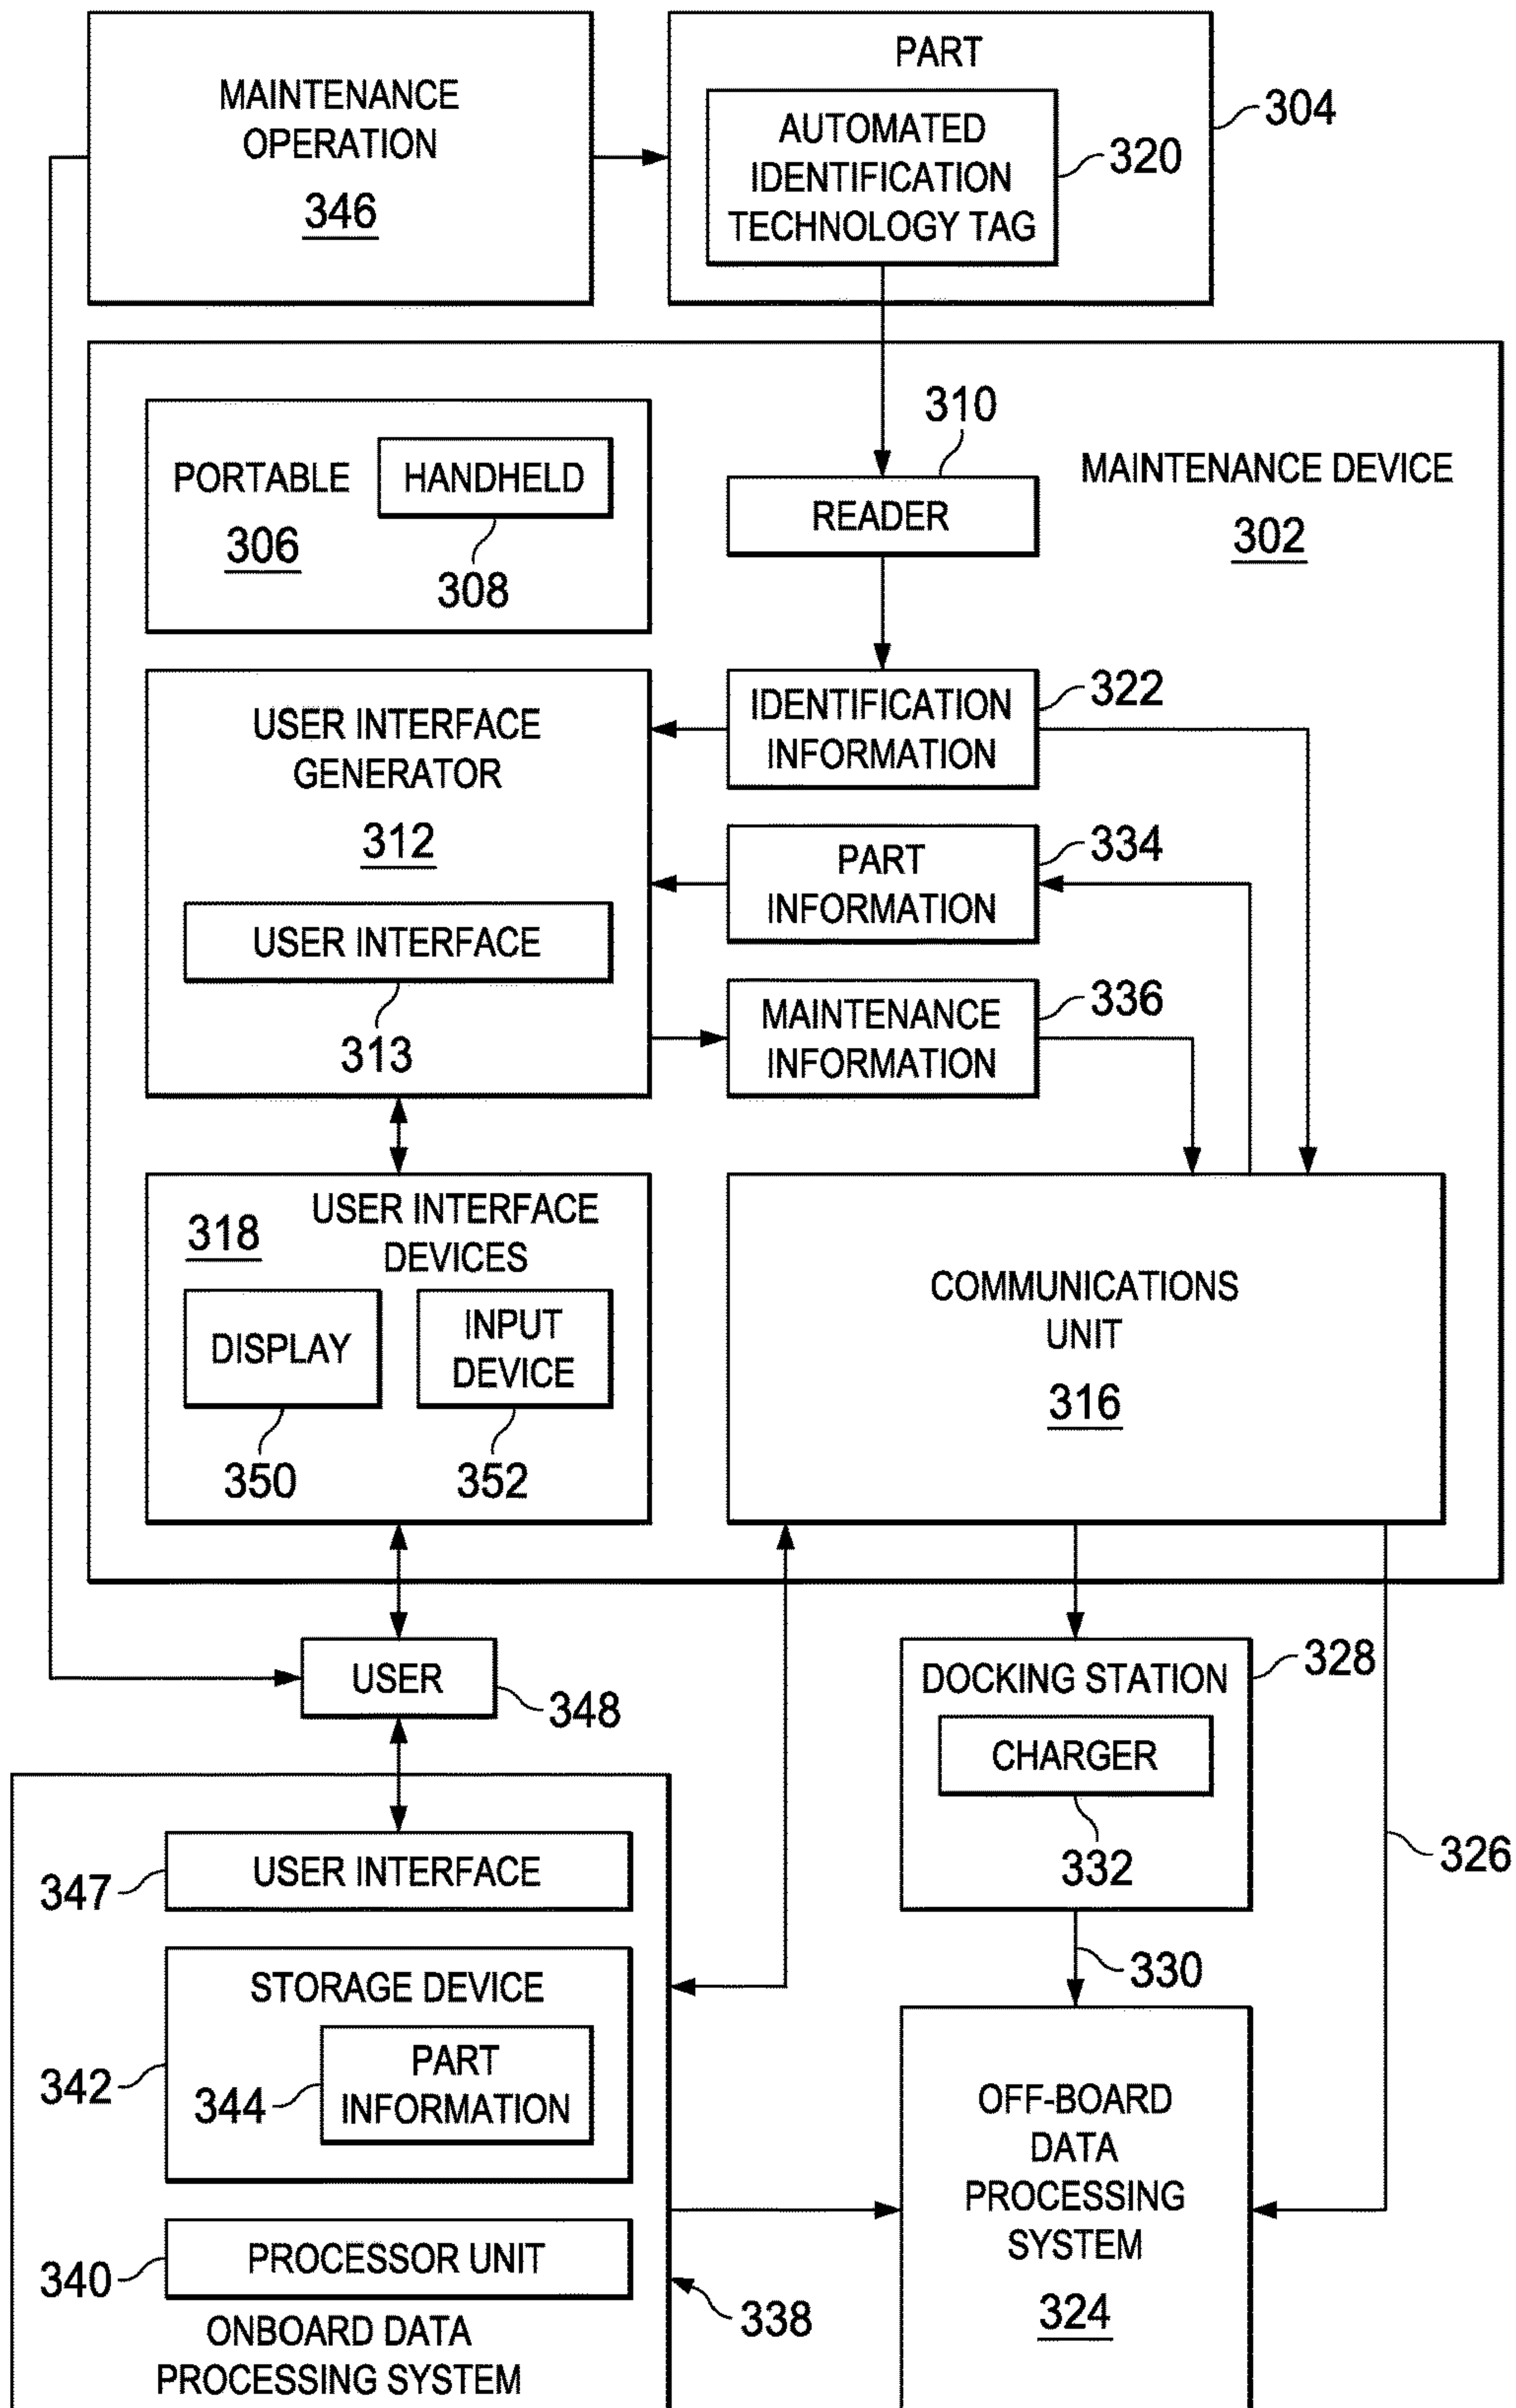 MAINTENANCE
OPERATION
346
PART
AUTOMATED
IDENTIFICATION
TECHNOLOGY TAG
320
304
MAINTENANCE DEVICE
302
PORTABLE
306
HANDHELD
308
310
READER
USER INTERFACE
GENERATOR
312
USER INTERFACE
313
IDENTIFICATION
INFORMATION
322
PART
INFORMATION
334
MAINTENANCE
INFORMATION
336
318
USER INTERFACE
DEVICES
DISPLAY
350
INPUT
DEVICE
352
COMMUNICATIONS
UNIT
316
USER
348
DOCKING STATION
328
CHARGER
332
326
330
347
USER INTERFACE
342
STORAGE DEVICE
344
PART
INFORMATION
340
PROCESSOR UNIT
ONBOARD DATA
PROCESSING SYSTEM
338
OFF-BOARD
DATA
PROCESSING
SYSTEM
324